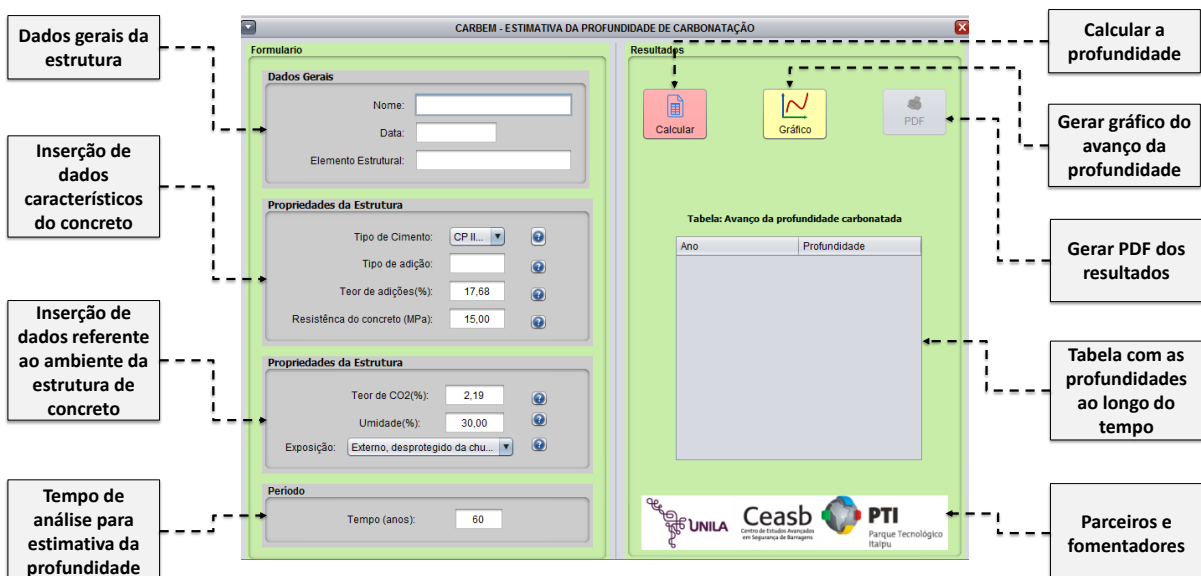 Dados gerais da
estrutura
Inserção de
dados
característicos
do concreto
Inserção de
dados referente
ao ambiente da
estrutura de
concreto
Tempo de
análise para
estimativa da
profundidade
CARBEM - ESTIMATIVA DA PROFUNDIDADE DE CARBONATAÇÃO
Formulario
Dados Gerais
Nome:
Data:
Elemento Estrutural:
Propriedades da Estrutura
Tipo de Cimento: CP II...
Tipo de adição:
Teor de adições(%): 17,68
Resistênca do concreto (MPa): 15,00
Propriedades da Estrutura
Teor de CO2(%): 2,19
Umidade(%): 30,00
Exposição: Externo, desprotegido da chu...
Periodo
Tempo (anos): 60
Resultados
Calcular
Gráfico
PDF
Tabela: Avanço da profundidade carbonatada
Ano Profundidade
UNILA
Ceasb
Centro de Estudos Avançados
em Segurança de Barragens
PTI
Parque Tecnológico
Itaipu
Calcular a
profundidade
Gerar gráfico do
avanço da
profundidade
Gerar PDF dos
resultados
Tabela com as
profundidades
ao longo do
tempo
Parceiros e
fomentadores